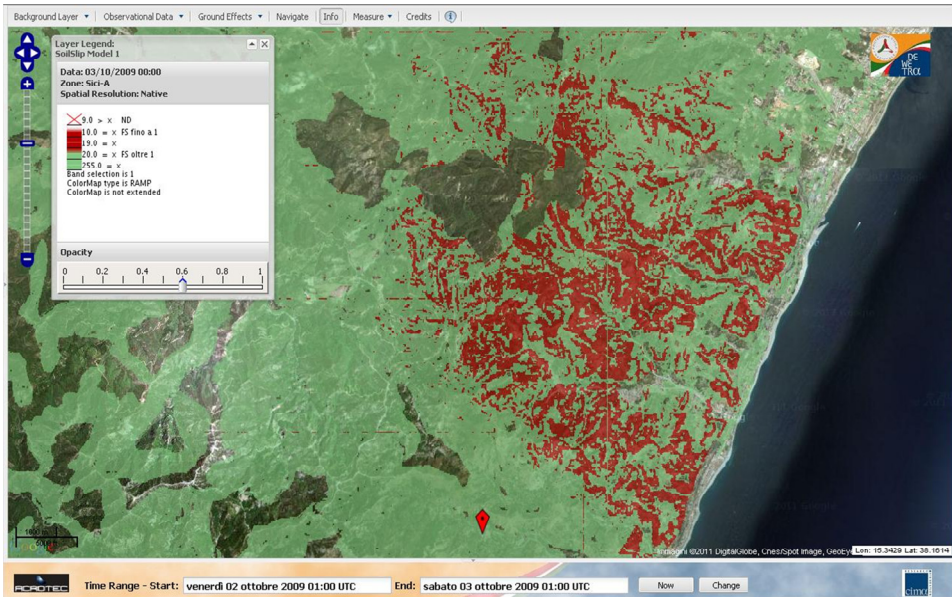 Background Layer Observational Data Ground Effects Navigate Info Measure Credits
Layer Legend:
SoilSlip Model 1
Data: 03/10/2009 00:00
Zone: Sici-A
Spatial Resolution: Native
9.0 > x ND
10.0 = x FS fino a 1
19.0 = x
20.0 = x FS oltre 1
255.0 = x
Band selection is 1
ColorMap type is RAMP
ColorMap is not extended
Opacity
0 0.2 0.4 0.6 0.8 1
DE
WE
TRA
©2011 DigitalGlobe, Cnes/Spot Image, GeoEye
Lon: 15.3429 Lat: 38.1614
ACROTEC
Time Range - Start: venerdì 02 ottobre 2009 01:00 UTC End: sabato 03 ottobre 2009 01:00 UTC Now Change
cima